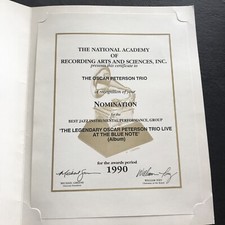 THE NATIONAL ACADEMY
OF
RECORDING ARTS AND SCIENCES, INC.
presents this certificate to
THE OSCAR PETERSON TRIO
in recognition of your
NOMINATION
for the
BEST JAZZ INSTRUMENTAL PERFORMANCE, GROUP
"THE LEGENDARY OSCAR PETERSON TRIO LIVE
AT THE BLUE NOTE"
(Album)
for the awards period
1990